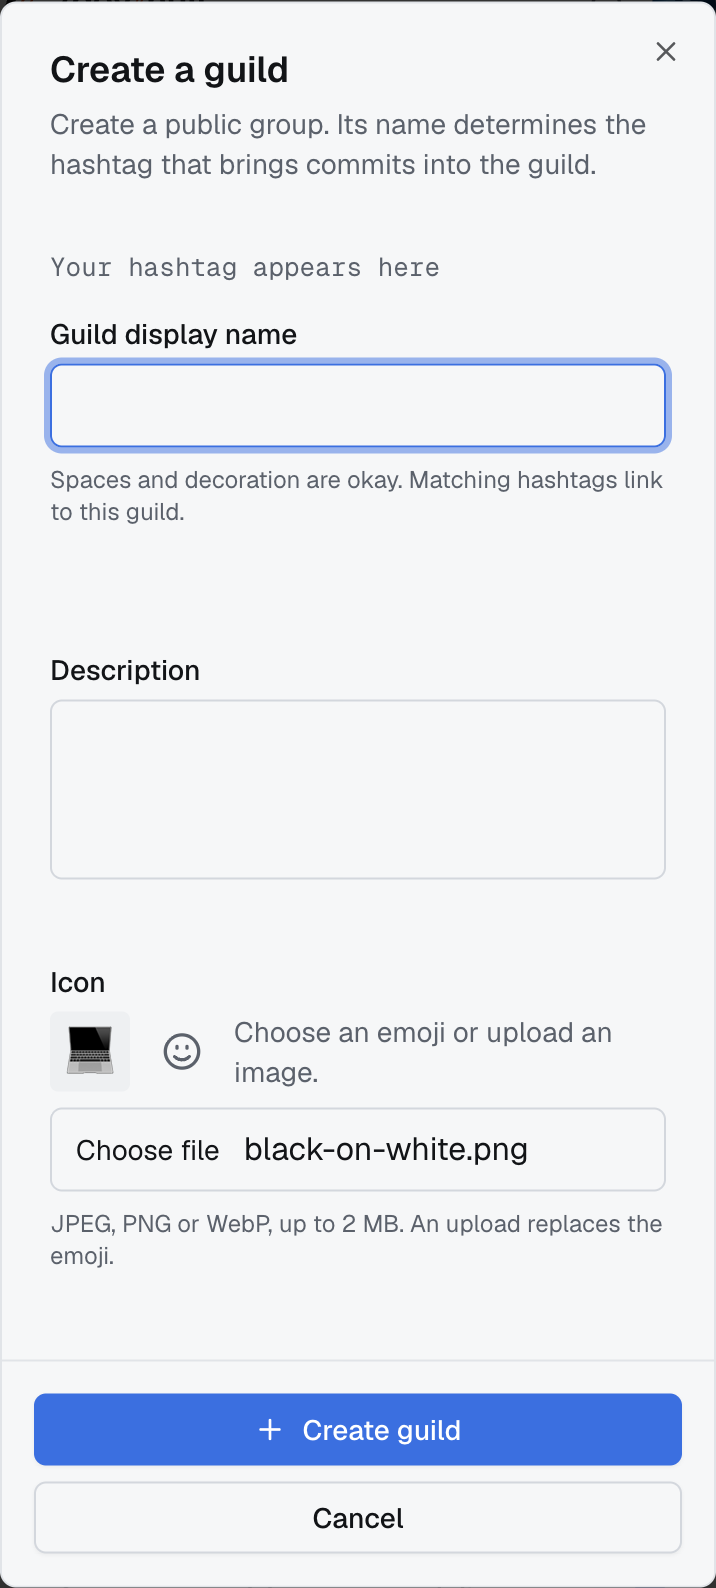 Create a guild
Create a public group. Its name determines the
hashtag that brings commits into the guild.
Your hashtag appears here
Guild display name
Spaces and decoration are okay. Matching hashtags link
to this guild.
Description
Icon
Choose an emoji or upload an
image.
Choose file black-on-white.png
JPEG, PNG or WebP, up to 2 MB. An upload replaces the
emoji.
+ Create guild
Cancel